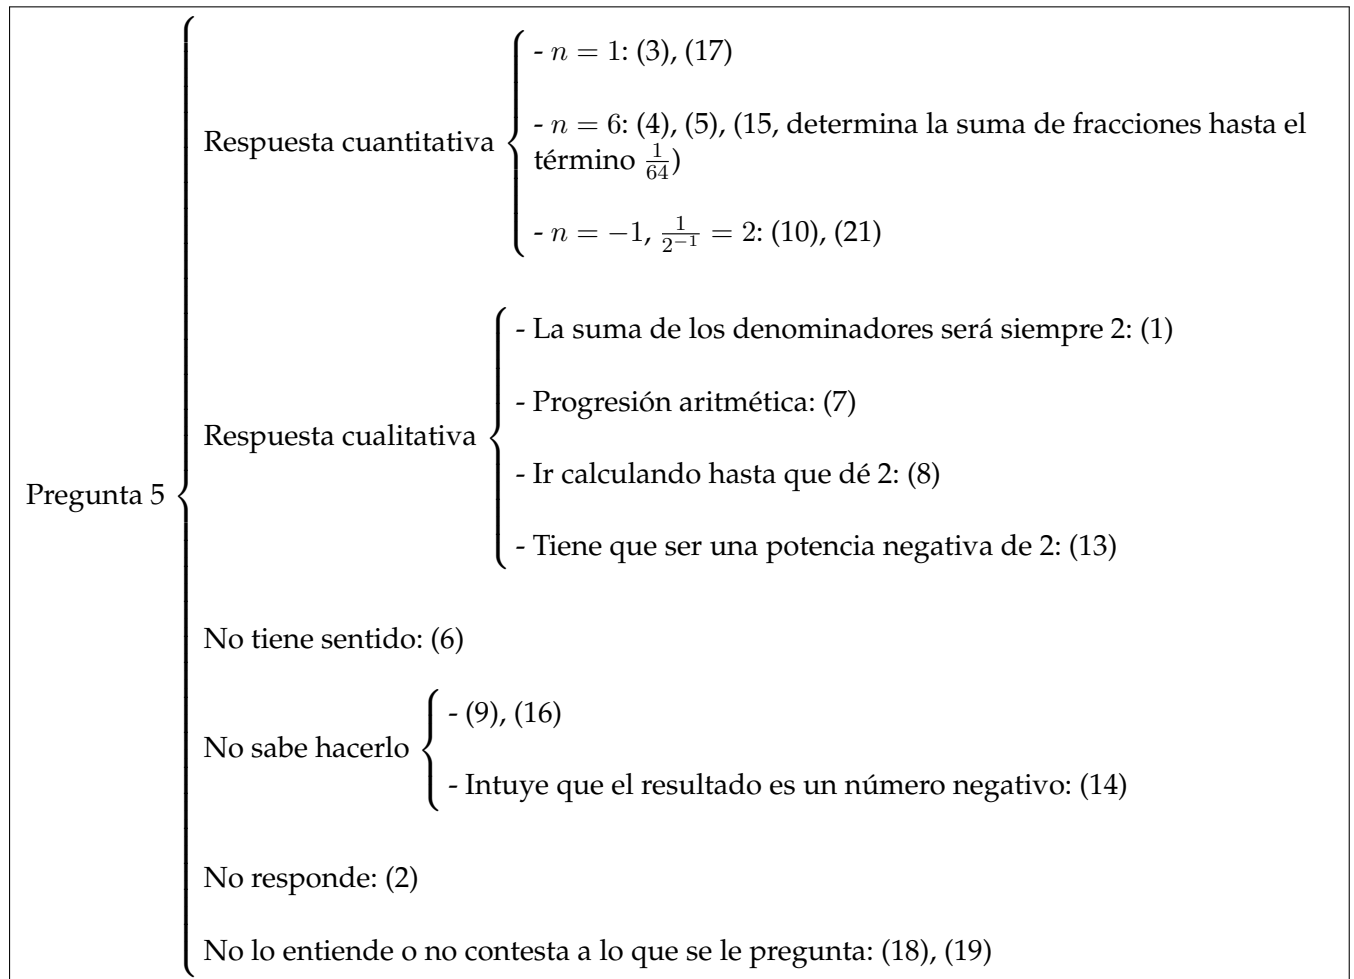 - n = 1: (3), (17)
Respuesta cuantitativa
- n = 6: (4), (5), (15, determina la suma de fracciones hasta el
término 1/64)
- n = −1, 1/2⁻¹ = 2: (10), (21)
- La suma de los denominadores será siempre 2: (1)
- Progresión aritmética: (7)
Respuesta cualitativa
- Ir calculando hasta que dé 2: (8)
Pregunta 5
- Tiene que ser una potencia negativa de 2: (13)
No tiene sentido: (6)
- (9), (16)
No sabe hacerlo
- Intuye que el resultado es un número negativo: (14)
No responde: (2)
No lo entiende o no contesta a lo que se le pregunta: (18), (19)